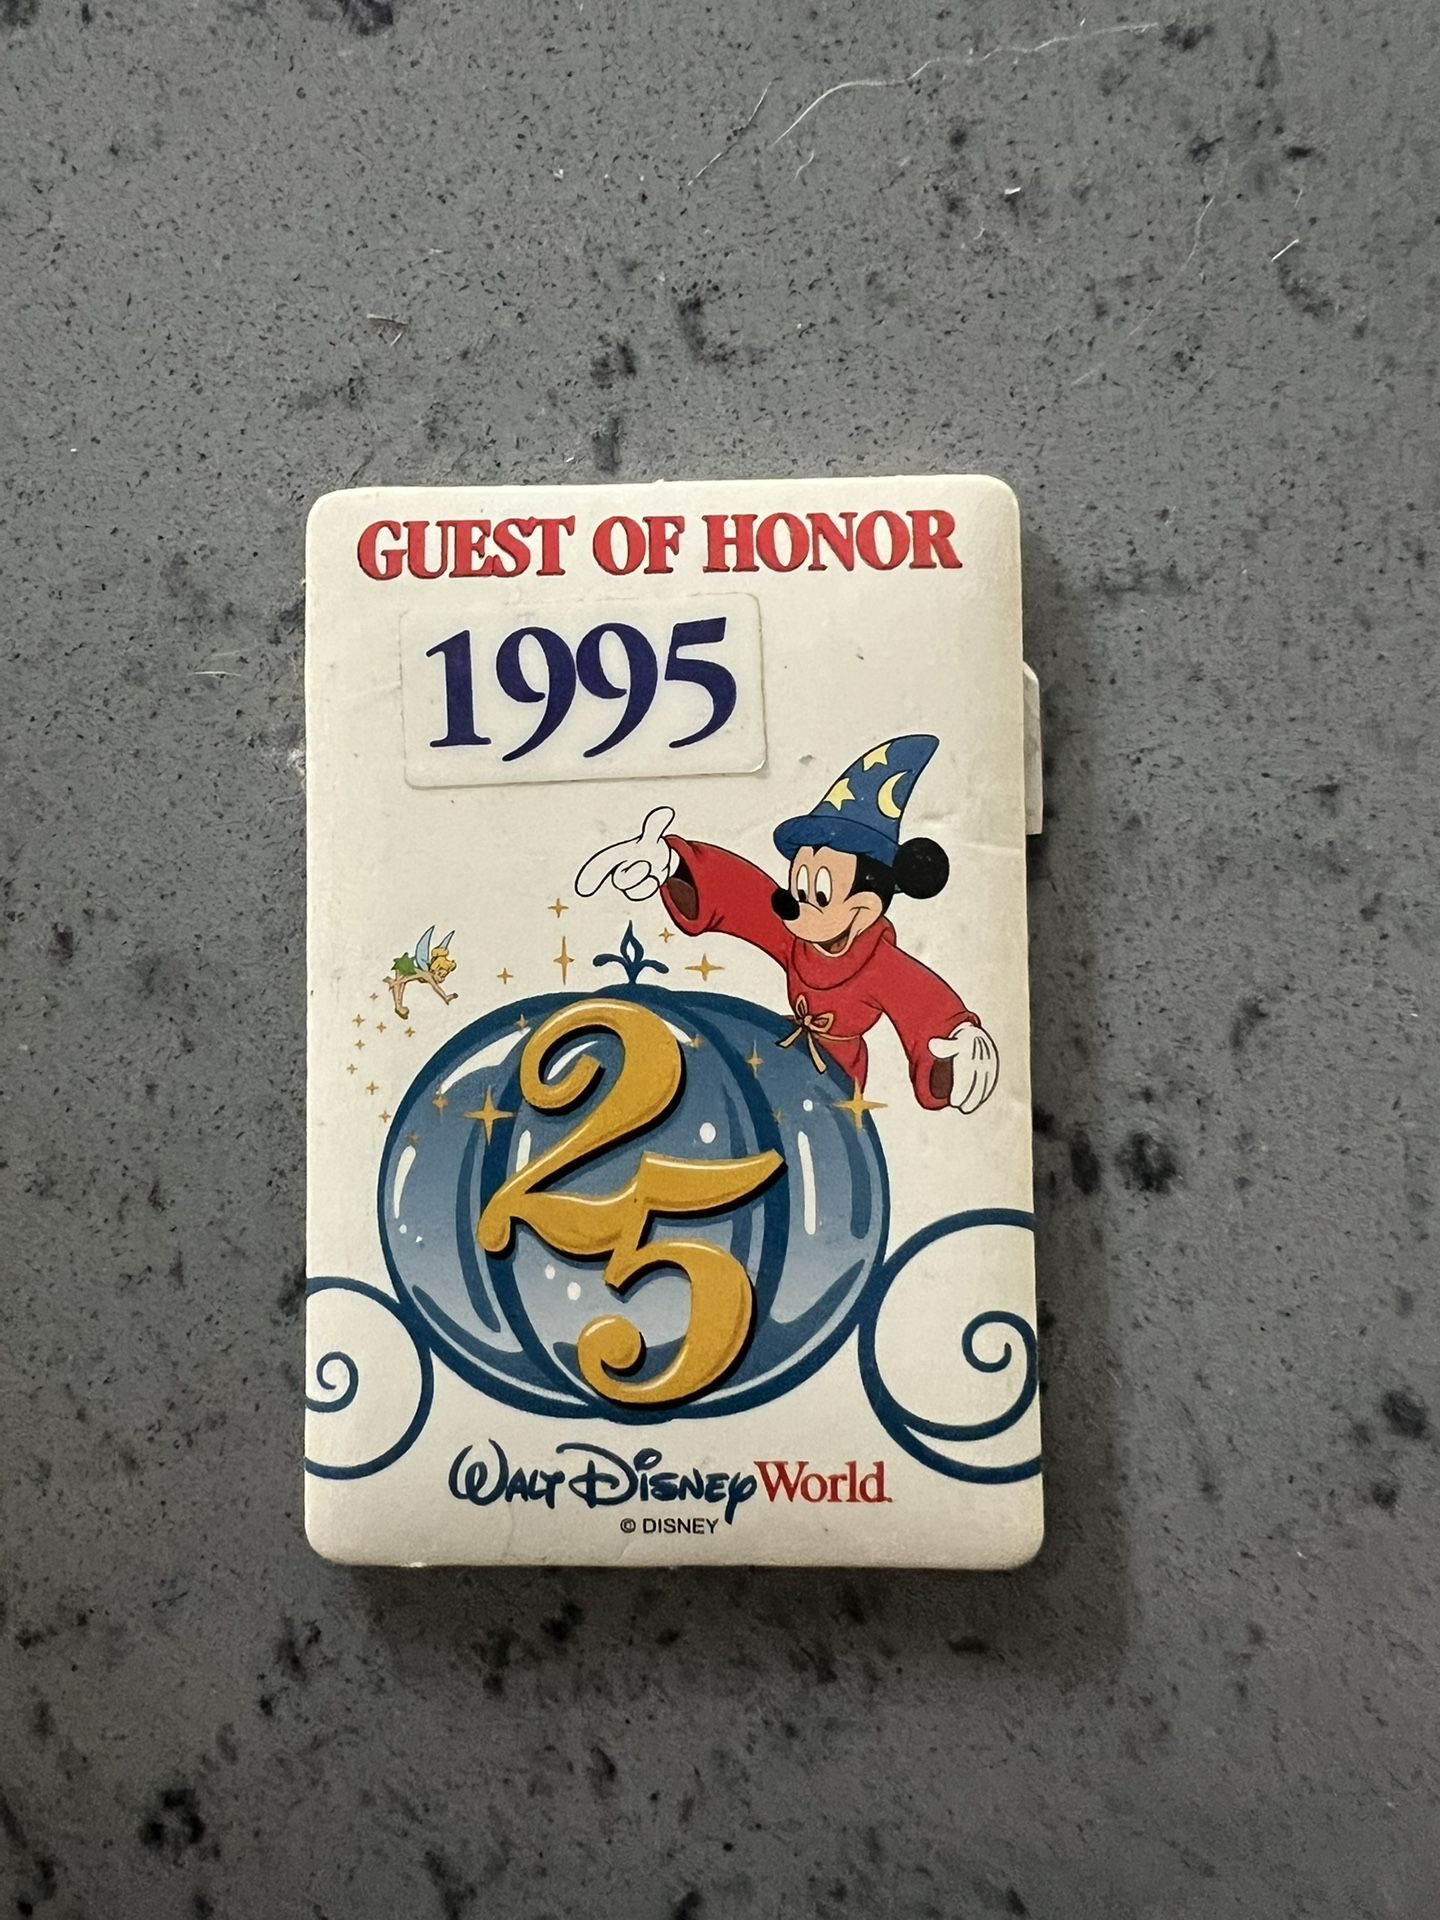 GUEST OF HONOR
1995
25
WALT DISNEY World
© DISNEY